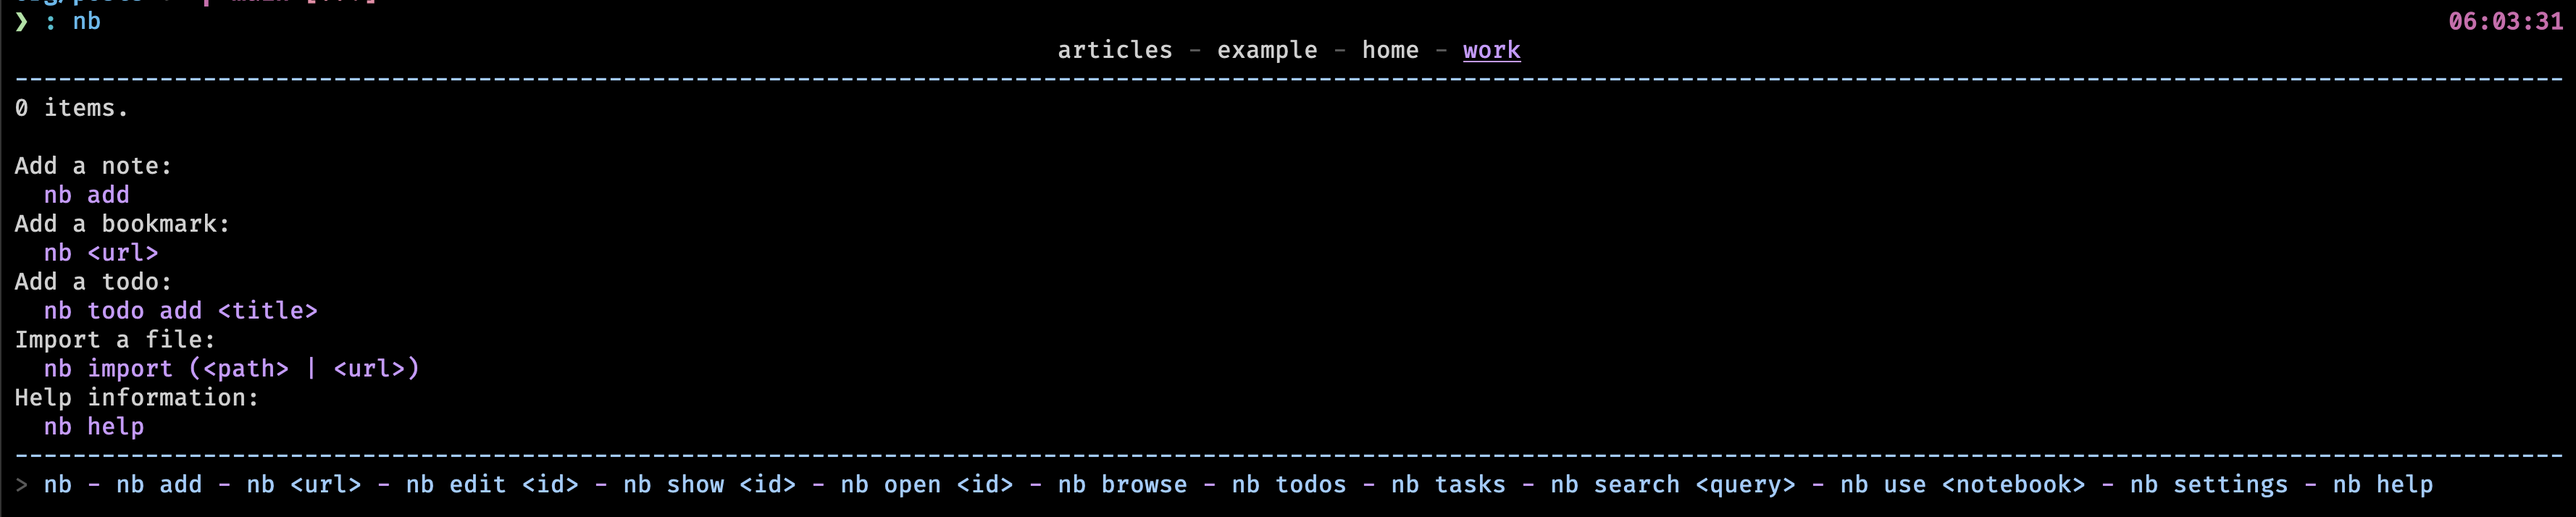 ❯ : nb 06:03:31
articles - example - home - work
--------------------------------------------------------------------------------------------------------------------------------------------------------------------------------
0 items.
Add a note:
nb add
Add a bookmark:
nb <url>
Add a todo:
nb todo add <title>
Import a file:
nb import (<path> | <url>)
Help information:
nb help
--------------------------------------------------------------------------------------------------------------------------------------------------------------------------------
> nb - nb add - nb <url> - nb edit <id> - nb show <id> - nb open <id> - nb browse - nb todos - nb tasks - nb search <query> - nb use <notebook> - nb settings - nb help